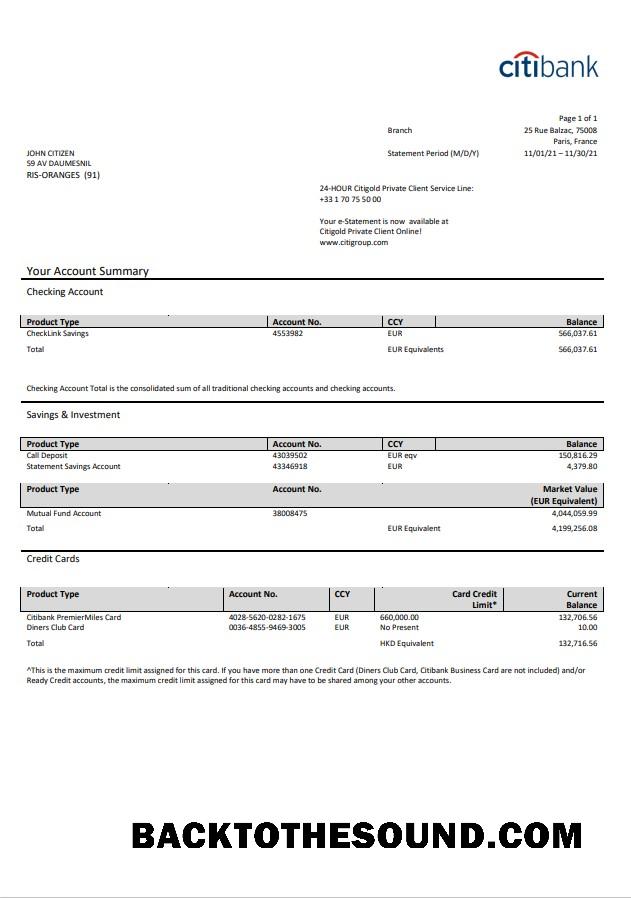 citibank
Page 1 of 1
Branch 25 Rue Balzac, 75008
Paris, France
JOHN CITIZEN Statement Period (M/D/Y) 11/01/21 – 11/30/21
59 AV DAUMESNIL
RIS-ORANGES (91)
24-HOUR Citigold Private Client Service Line:
+33 1 70 75 50 00
Your e-Statement is now available at
Citigold Private Client Online!
www.citigroup.com
Your Account Summary
Checking Account
Product Type Account No. CCY Balance
CheckLink Savings 4553982 EUR 566,037.61
Total EUR Equivalents 566,037.61
Checking Account Total is the consolidated sum of all traditional checking accounts and checking accounts.
Savings & Investment
Product Type Account No. CCY Balance
Call Deposit 43039502 EUR eqv 150,816.29
Statement Savings Account 43346918 EUR 4,379.80
Product Type Account No. Market Value
(EUR Equivalent)
Mutual Fund Account 38008475 4,044,059.99
Total EUR Equivalent 4,199,256.08
Credit Cards
Product Type Account No. CCY Card Credit Current
Limit* Balance
Citibank PremierMiles Card 4028-5620-0282-1675 EUR 660,000.00 132,706.56
Diners Club Card 0036-4855-9469-3005 EUR No Present 10.00
Total HKD Equivalent 132,716.56
^This is the maximum credit limit assigned for this card. If you have more than one Credit Card (Diners Club Card, Citibank Business Card are not included) and/or
Ready Credit accounts, the maximum credit limit assigned for this card may have to be shared among your other accounts.
BACKTOTHESOUND.COM